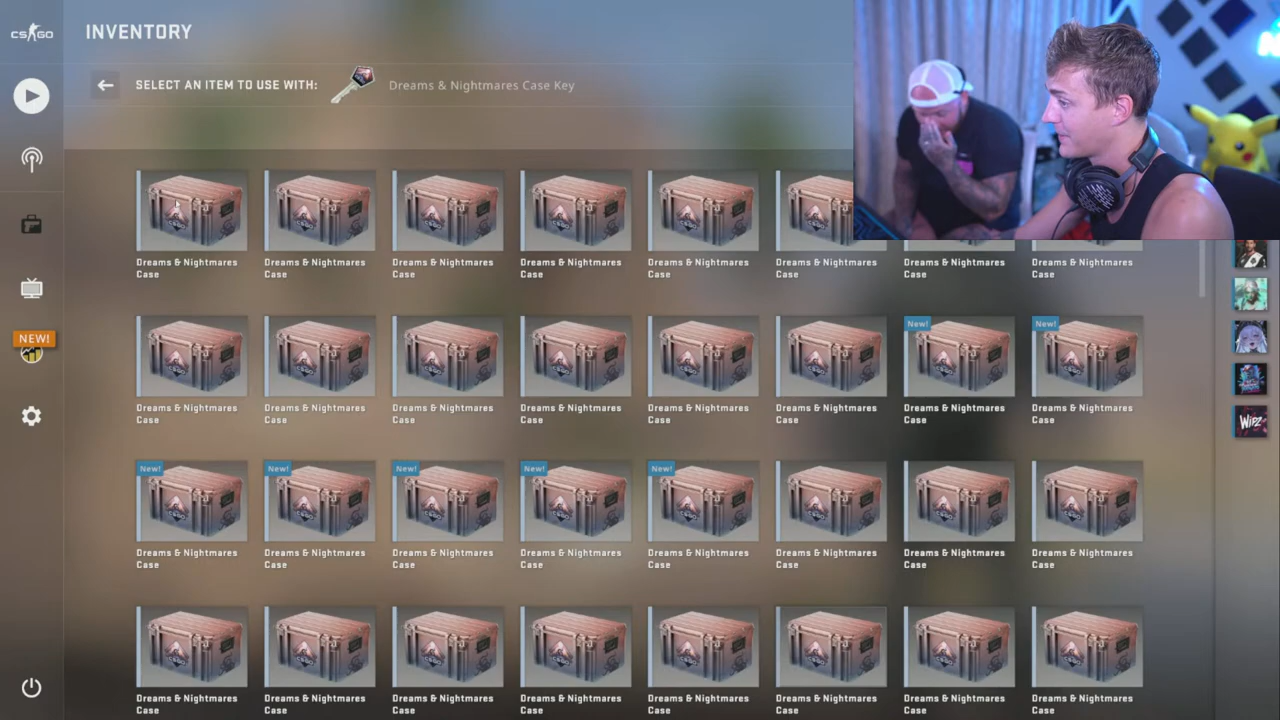 CS GO
INVENTORY
SELECT AN ITEM TO USE WITH:
Dreams & Nightmares Case Key
Dreams & Nightmares
Case
Dreams & Nightmares
Case
Dreams & Nightmares
Case
Dreams & Nightmares
Case
Dreams & Nightmares
Case
Dreams & Nightmares
Case
Dreams & Nightmares
Case
Dreams & Nightmares
Case
NEW!
New!
New!
Dreams & Nightmares
Case
Dreams & Nightmares
Case
Dreams & Nightmares
Case
Dreams & Nightmares
Case
Dreams & Nightmares
Case
Dreams & Nightmares
Case
Dreams & Nightmares
Case
Dreams & Nightmares
Case
WIPZ
New!
New!
New!
New!
New!
Dreams & Nightmares
Case
Dreams & Nightmares
Case
Dreams & Nightmares
Case
Dreams & Nightmares
Case
Dreams & Nightmares
Case
Dreams & Nightmares
Case
Dreams & Nightmares
Case
Dreams & Nightmares
Case
Dreams & Nightmares
Case
Dreams & Nightmares
Case
Dreams & Nightmares
Case
Dreams & Nightmares
Case
Dreams & Nightmares
Case
Dreams & Nightmares
Case
Dreams & Nightmares
Case
Dreams & Nightmares
Case